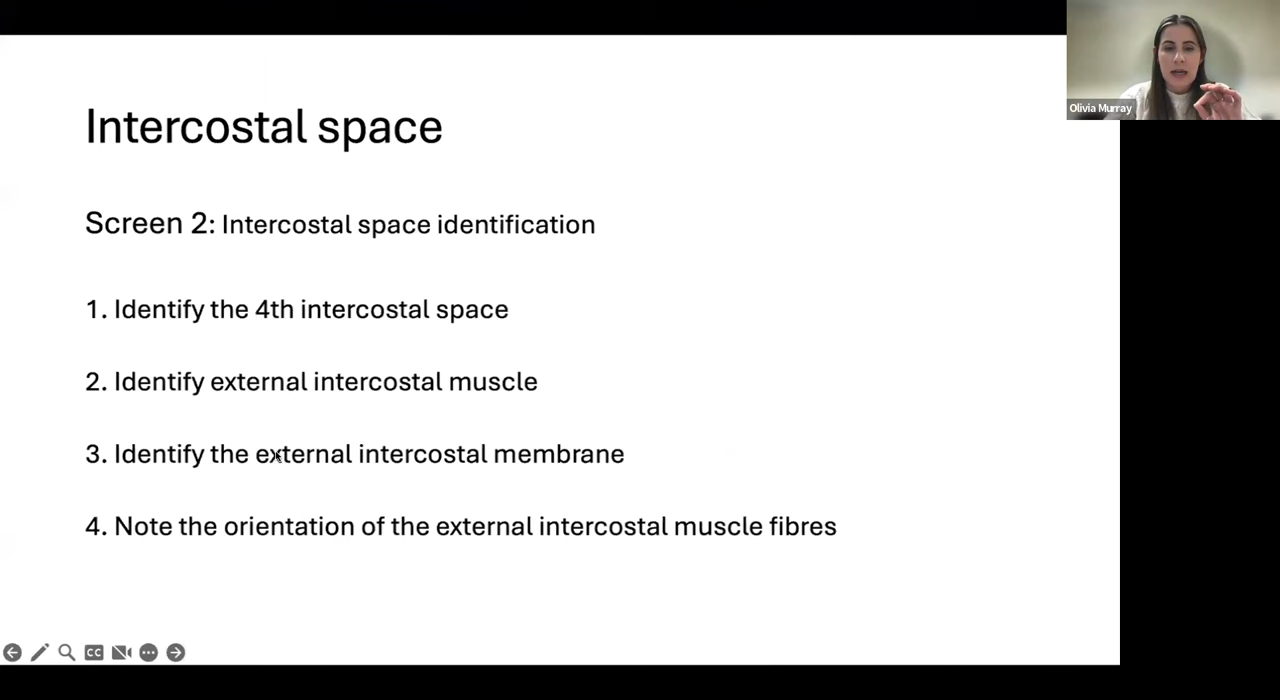 Intercostal space
Screen 2: Intercostal space identification
1. Identify the 4th intercostal space
2. Identify external intercostal muscle
3. Identify the external intercostal membrane
4. Note the orientation of the external intercostal muscle fibres
Olivia Murray
CC